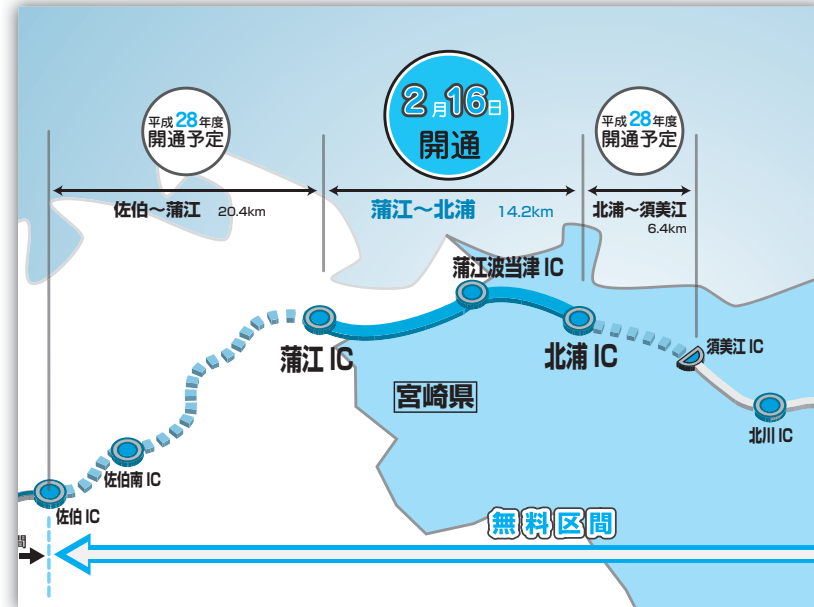 平成28年度
開通予定
2月16日
開通
平成28年度
開通予定
佐伯～蒲江 20.4km
蒲江～北浦 14.2km
北浦～須美江
6.4km
蒲江波当津 IC
蒲江 IC
北浦 IC
須美江 IC
宮崎県
北川 IC
佐伯南 IC
佐伯 IC
無料区間
間